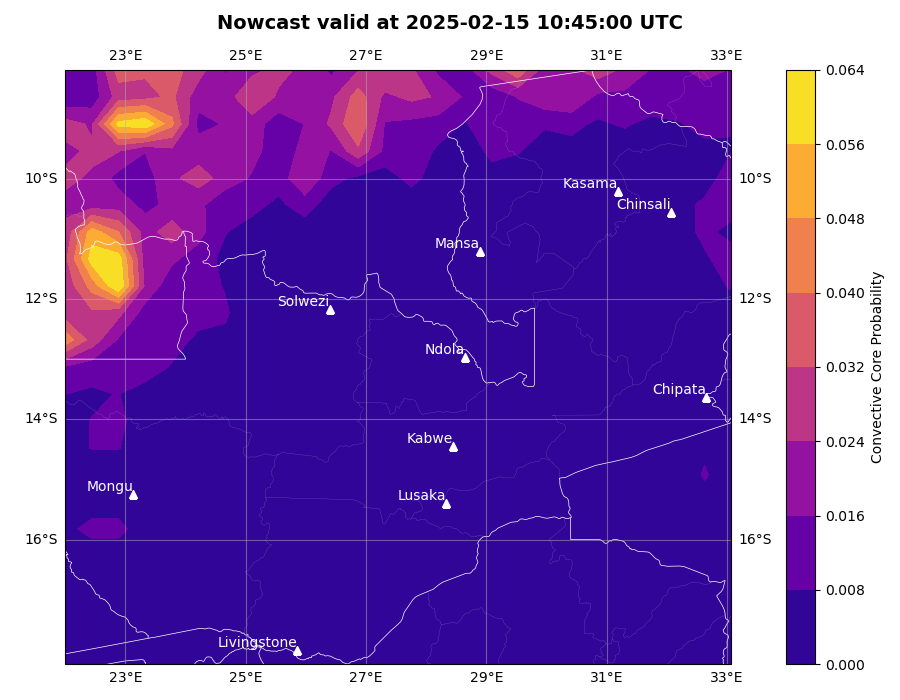 Nowcast valid at 2025-02-15 10:45:00 UTC
23°E 25°E 27°E 29°E 31°E 33°E
0.064
0.056
0.048
0.040
0.032
0.024
0.016
0.008
0.000
Convective Core Probability
10°S 10°S
12°S 12°S
14°S 14°S
16°S 16°S
Kasama
Chinsali
Mansa
Solwezi
Ndola
Chipata
Kabwe
Mongu
Lusaka
Livingstone
23°E 25°E 27°E 29°E 31°E 33°E